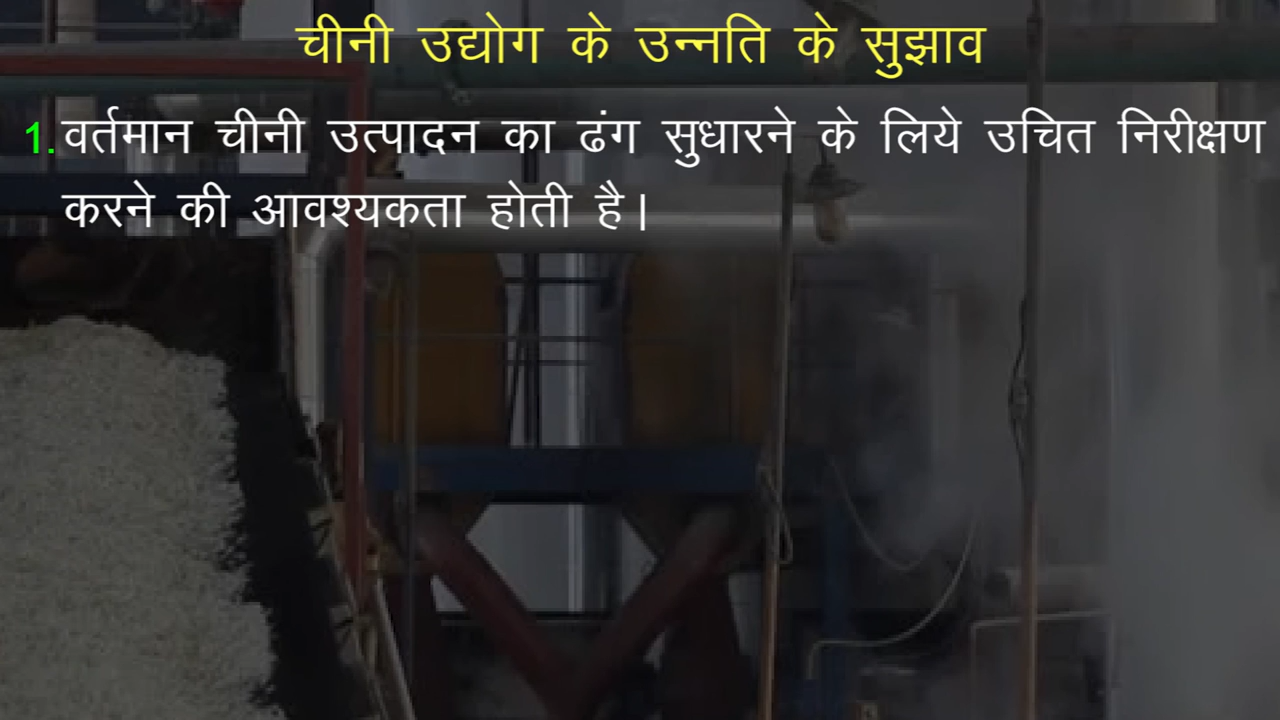 चीनी उद्योग के उन्नति के सुझाव
1. वर्तमान चीनी उत्पादन का ढंग सुधारने के लिये उचित निरीक्षण
करने की आवश्यकता होती है।